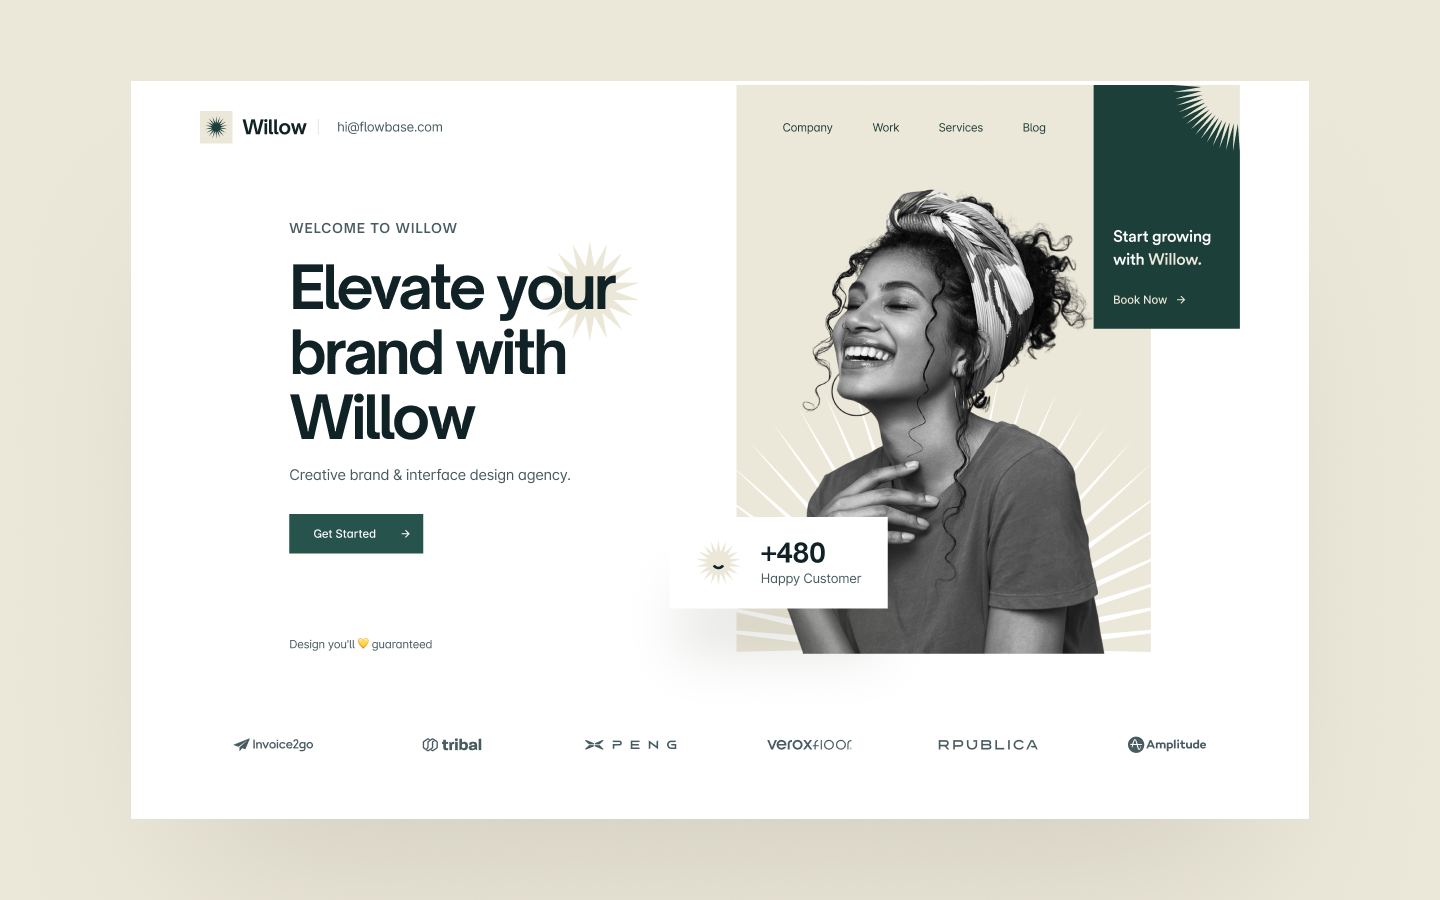 Willow
hi@flowbase.com
Company
Work
Services
Blog
Start growing
with Willow.
Book Now
WELCOME TO WILLOW
Elevate your
brand with
Willow
Creative brand & interface design agency.
Get Started
+480
Happy Customer
Design you'll 💛 guaranteed
Invoice2go
tribal
XPENG
veroxfloor
RPUBLICA
Amplitude